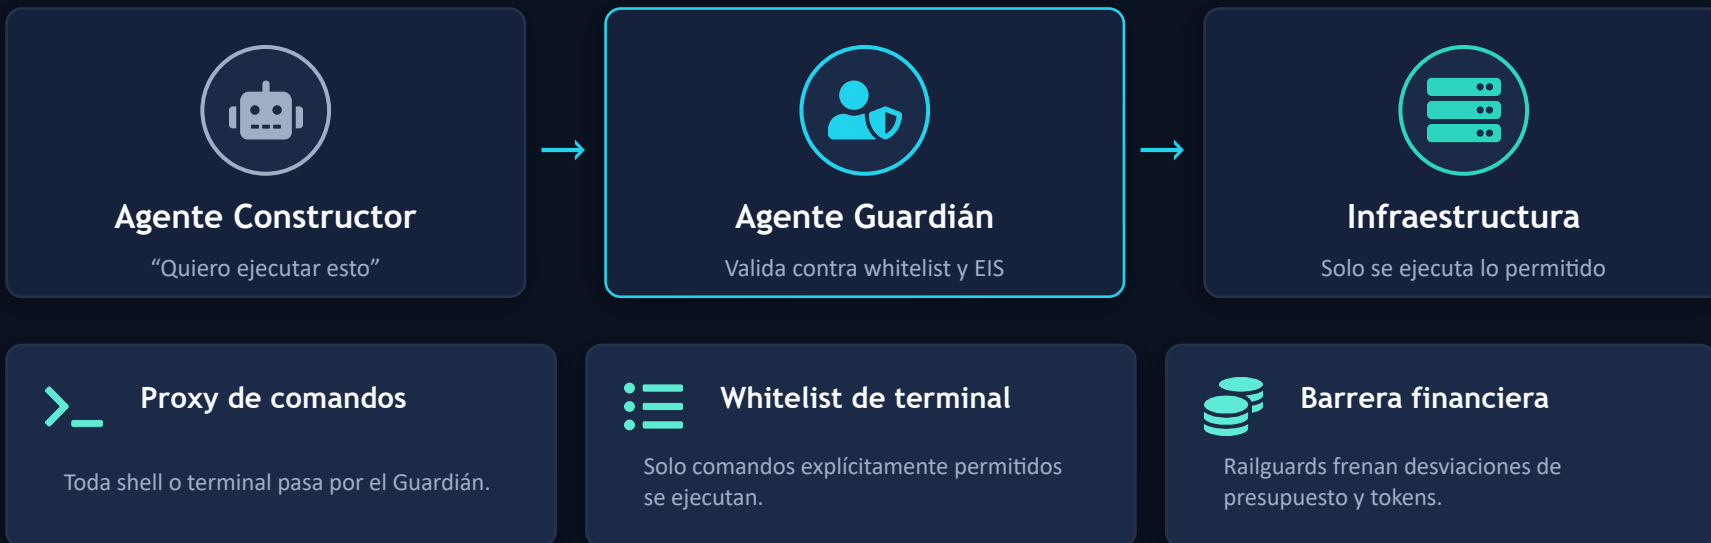 Agente Constructor
“Quiero ejecutar esto”
Agente Guardián
Valida contra whitelist y EIS
Infraestructura
Solo se ejecuta lo permitido
Proxy de comandos
Toda shell o terminal pasa por el Guardián.
Whitelist de terminal
Solo comandos explícitamente permitidos
se ejecutan.
Barrera financiera
Railguards frenan desviaciones de
presupuesto y tokens.